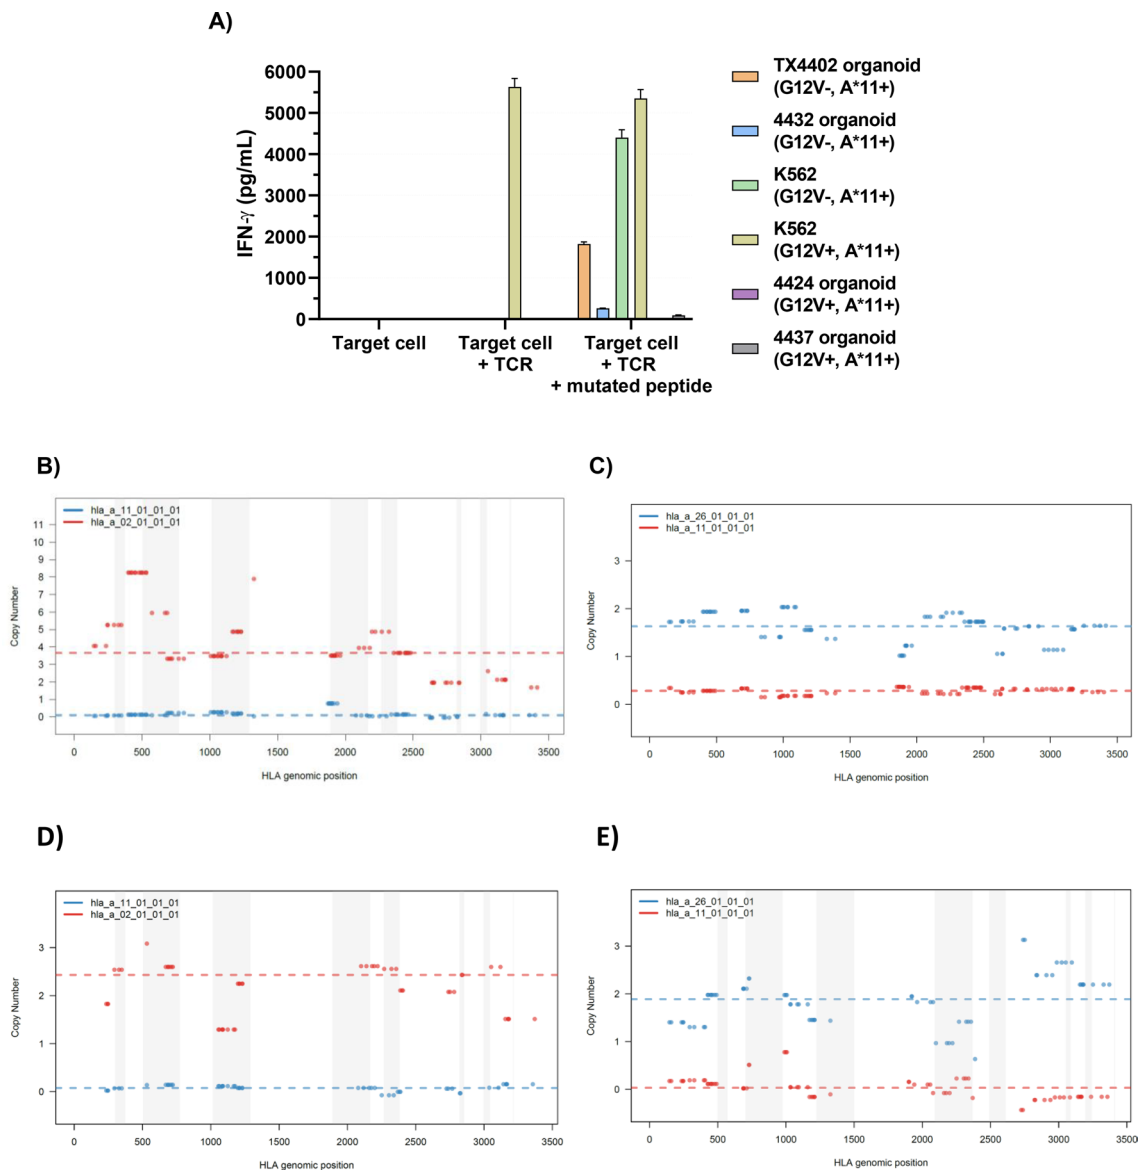 A)
IFN-γ (pg/mL)
6000
5000
4000
3000
2000
1000
0
Target cell
Target cell
+ TCR
Target cell
+ TCR
+ mutated peptide
TX4402 organoid
(G12V-, A*11+)
4432 organoid
(G12V-, A*11+)
K562
(G12V-, A*11+)
K562
(G12V+, A*11+)
4424 organoid
(G12V+, A*11+)
4437 organoid
(G12V+, A*11+)
B)
hla_a_11_01_01_01
hla_a_02_01_01_01
Copy Number
11
10
9
8
7
6
5
4
3
2
1
0
0 500 1000 1500 2000 2500 3000 3500
HLA genomic position
C)
hla_a_26_01_01_01
hla_a_11_01_01_01
Copy Number
3
2
1
0
0 500 1000 1500 2000 2500 3000 3500
HLA genomic position
D)
hla_a_11_01_01_01
hla_a_02_01_01_01
Copy Number
3
2
1
0
0 500 1000 1500 2000 2500 3000 3500
HLA genomic position
E)
hla_a_26_01_01_01
hla_a_11_01_01_01
Copy Number
3
2
1
0
0 500 1000 1500 2000 2500 3000 3500
HLA genomic position